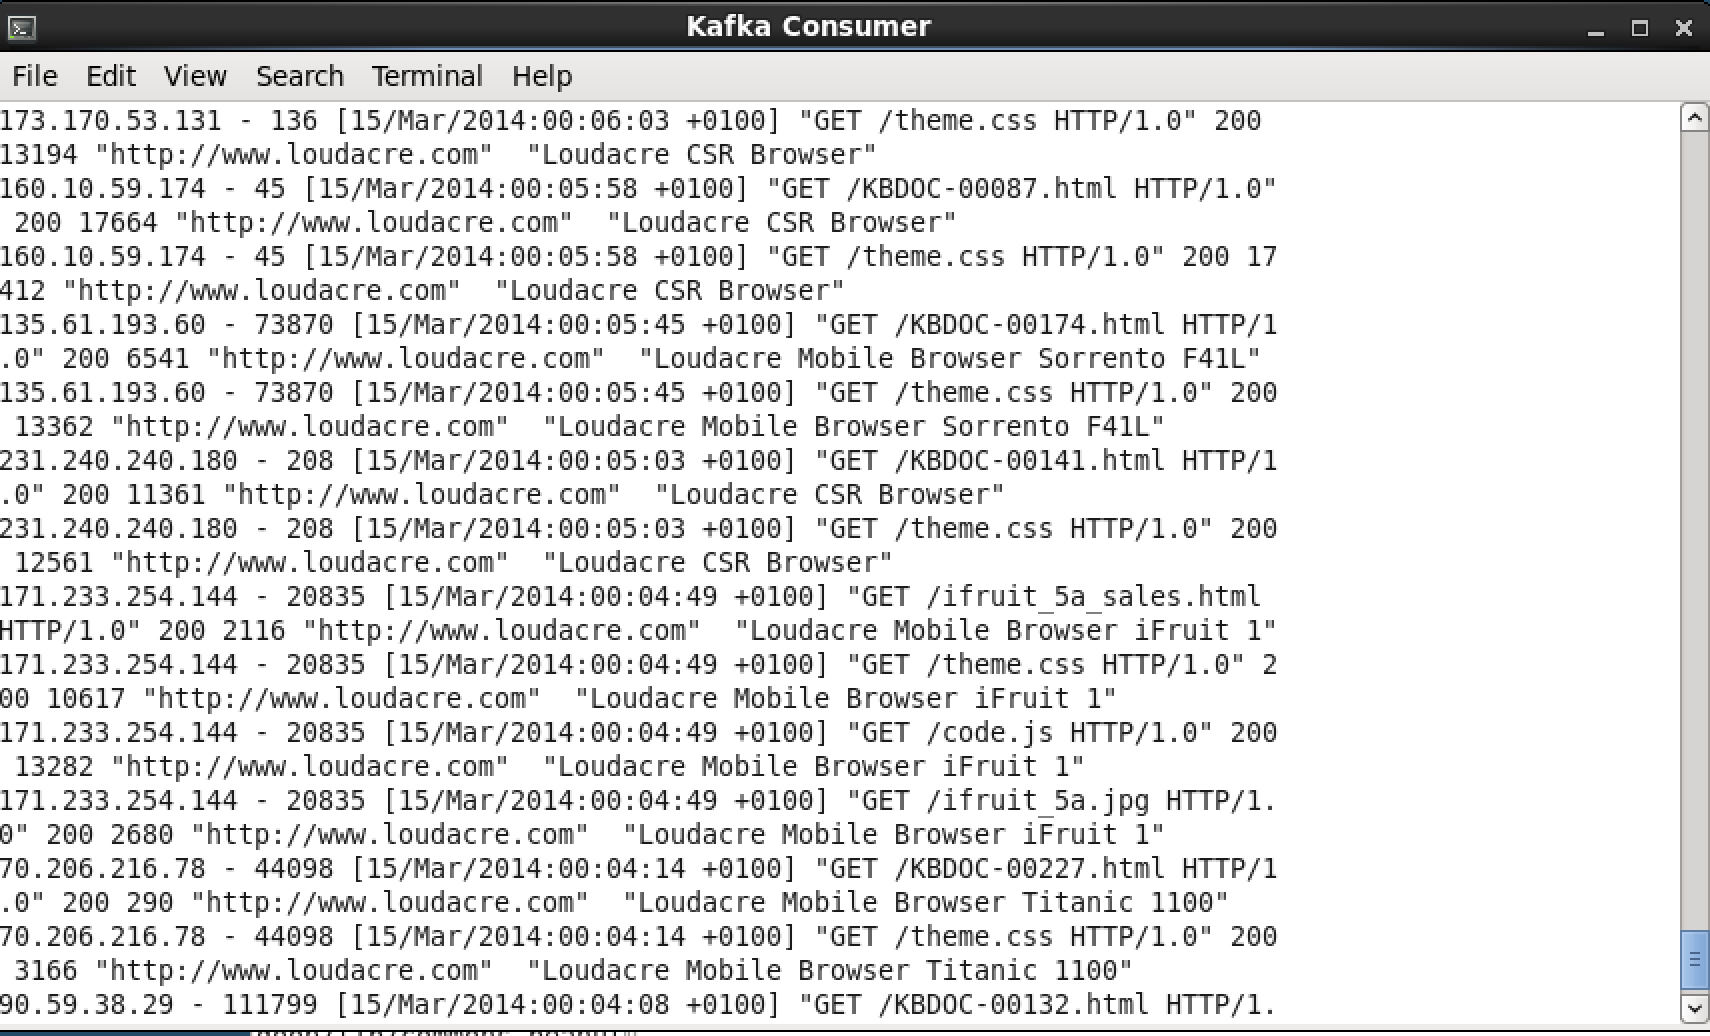 Kafka Consumer
File Edit View Search Terminal Help
173.170.53.131 - 136 [15/Mar/2014:00:06:03 +0100] "GET /theme.css HTTP/1.0" 200
13194 "http://www.loudacre.com"  "Loudacre CSR Browser"
160.10.59.174 - 45 [15/Mar/2014:00:05:58 +0100] "GET /KBDOC-00087.html HTTP/1.0"
 200 17664 "http://www.loudacre.com"  "Loudacre CSR Browser"
160.10.59.174 - 45 [15/Mar/2014:00:05:58 +0100] "GET /theme.css HTTP/1.0" 200 17
412 "http://www.loudacre.com"  "Loudacre CSR Browser"
135.61.193.60 - 73870 [15/Mar/2014:00:05:45 +0100] "GET /KBDOC-00174.html HTTP/1
.0" 200 6541 "http://www.loudacre.com"  "Loudacre Mobile Browser Sorrento F41L"
135.61.193.60 - 73870 [15/Mar/2014:00:05:45 +0100] "GET /theme.css HTTP/1.0" 200
 13362 "http://www.loudacre.com"  "Loudacre Mobile Browser Sorrento F41L"
231.240.240.180 - 208 [15/Mar/2014:00:05:03 +0100] "GET /KBDOC-00141.html HTTP/1
.0" 200 11361 "http://www.loudacre.com"  "Loudacre CSR Browser"
231.240.240.180 - 208 [15/Mar/2014:00:05:03 +0100] "GET /theme.css HTTP/1.0" 200
 12561 "http://www.loudacre.com"  "Loudacre CSR Browser"
171.233.254.144 - 20835 [15/Mar/2014:00:04:49 +0100] "GET /ifruit_5a_sales.html
HTTP/1.0" 200 2116 "http://www.loudacre.com"  "Loudacre Mobile Browser iFruit 1"
171.233.254.144 - 20835 [15/Mar/2014:00:04:49 +0100] "GET /theme.css HTTP/1.0" 2
00 10617 "http://www.loudacre.com"  "Loudacre Mobile Browser iFruit 1"
171.233.254.144 - 20835 [15/Mar/2014:00:04:49 +0100] "GET /code.js HTTP/1.0" 200
 13282 "http://www.loudacre.com"  "Loudacre Mobile Browser iFruit 1"
171.233.254.144 - 20835 [15/Mar/2014:00:04:49 +0100] "GET /ifruit_5a.jpg HTTP/1.
0" 200 2680 "http://www.loudacre.com"  "Loudacre Mobile Browser iFruit 1"
70.206.216.78 - 44098 [15/Mar/2014:00:04:14 +0100] "GET /KBDOC-00227.html HTTP/1
.0" 200 290 "http://www.loudacre.com"  "Loudacre Mobile Browser Titanic 1100"
70.206.216.78 - 44098 [15/Mar/2014:00:04:14 +0100] "GET /theme.css HTTP/1.0" 200
 3166 "http://www.loudacre.com"  "Loudacre Mobile Browser Titanic 1100"
90.59.38.29 - 111799 [15/Mar/2014:00:04:08 +0100] "GET /KBDOC-00132.html HTTP/1.